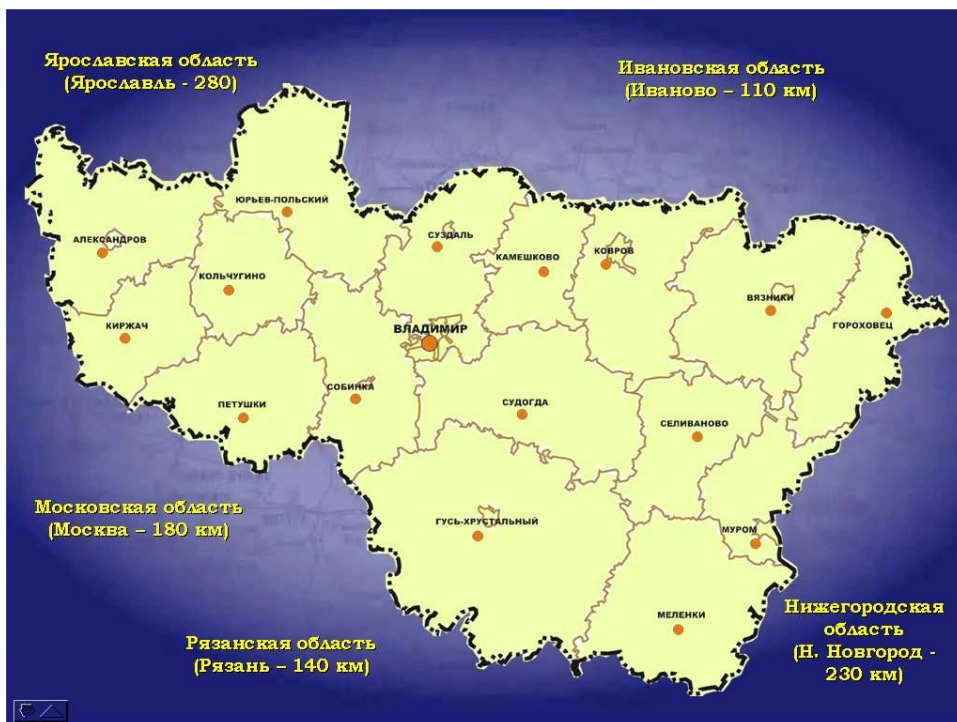 Ярославская область
(Ярославль - 280)
Ивановская область
(Иваново – 110 км)
ЮРЬЕВ-ПОЛЬСКИЙ
АЛЕКСАНДРОВ
СУЗДАЛЬ
КАМЕШКОВО
КОВРОВ
КОЛЬЧУГИНО
ВЯЗНИКИ
ГОРОХОВЕЦ
КИРЖАЧ
ВЛАДИМИР
СОБИНКА
ПЕТУШКИ
СУДОГДА
СЕЛИВАНОВО
Московская область
(Москва – 180 км)
ГУСЬ-ХРУСТАЛЬНЫЙ
МУРОМ
МЕЛЕНКИ
Нижегородская
область
(Н. Новгород -
230 км)
Рязанская область
(Рязань – 140 км)